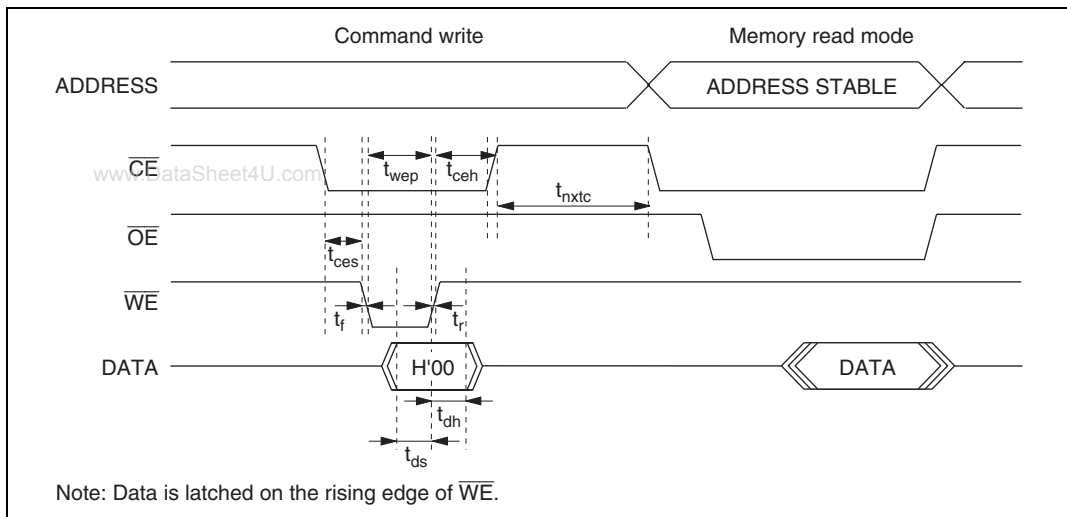 Command write Memory read mode
ADDRESS ADDRESS STABLE
CE
www.DataSheet4U.com
twep tceh
tnxtc
OE
tces
WE
tf tr
DATA H'00 DATA
tdh
tds
Note: Data is latched on the rising edge of WE.